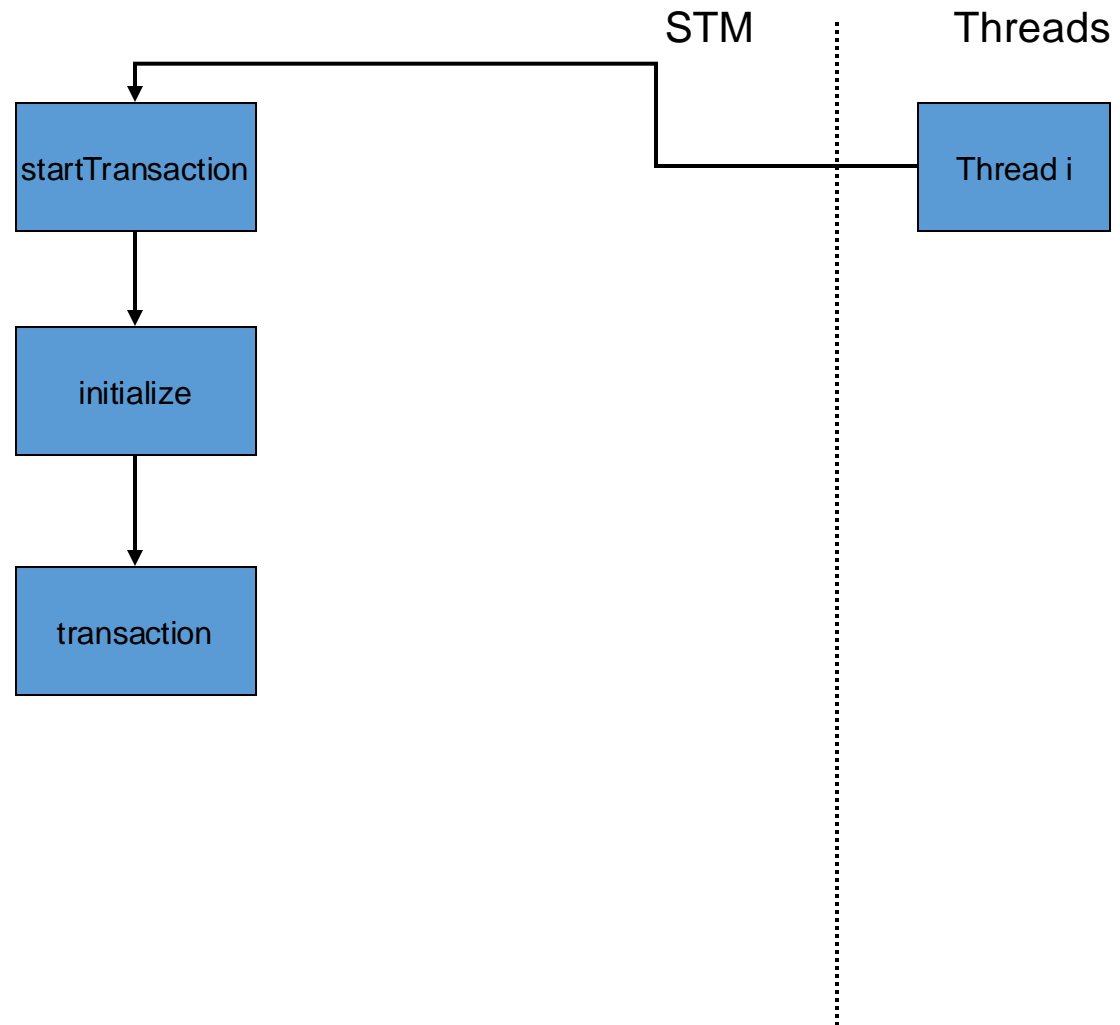 STM
Threads
startTransaction
Thread i
initialize
transaction